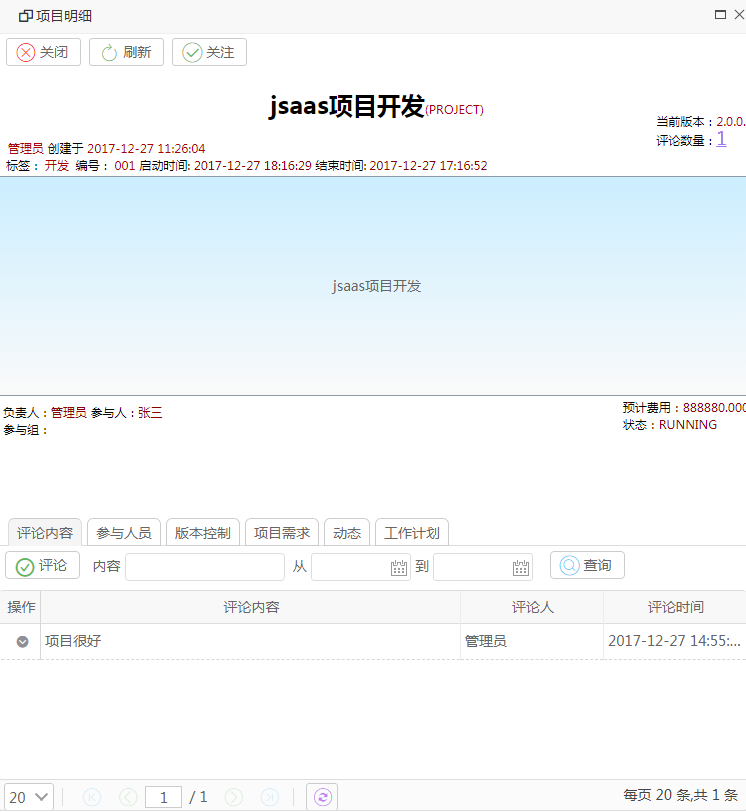 项目明细
关闭 刷新 关注
jsaas项目开发(PROJECT)
当前版本：2.0.0.
评论数量：1
管理员 创建于 2017-12-27 11:26:04
标签： 开发 编号： 001 启动时间: 2017-12-27 18:16:29 结束时间: 2017-12-27 17:16:52
jsaas项目开发
负责人：管理员 参与人：张三
预计费用：888880.000
参与组：
状态：RUNNING
评论内容 参与人员 版本控制 项目需求 动态 工作计划
评论 内容 从 到 查询
操作 评论内容 评论人 评论时间
项目很好 管理员 2017-12-27 14:55:...
20 1 / 1 每页 20 条,共 1 条